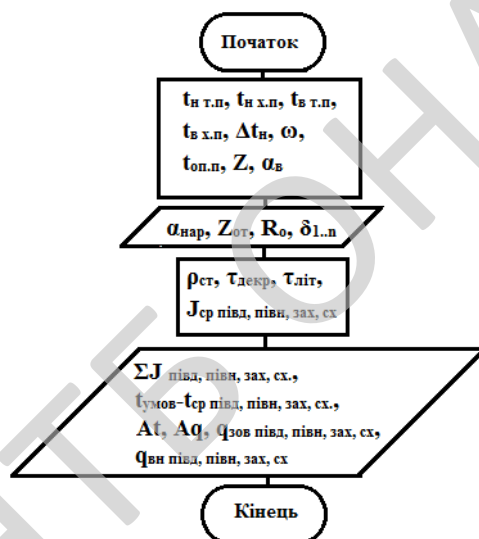 Початок
tн т.п, tн х.п, tв т.п,
tв х.п, Δtн, ω,
tоп.п, Z, αв
αнар, Zот, Rо, δ1..n
ρст, τдекр, τліт,
Jср півд, півн, зах, сх
ΣJ півд, півн, зах, сх.,
tумов-tср півд, півн, зах, сх.,
At, Aq, qзов півд, півн, зах, сх,
qвн півд, півн, зах, сх
Кінець